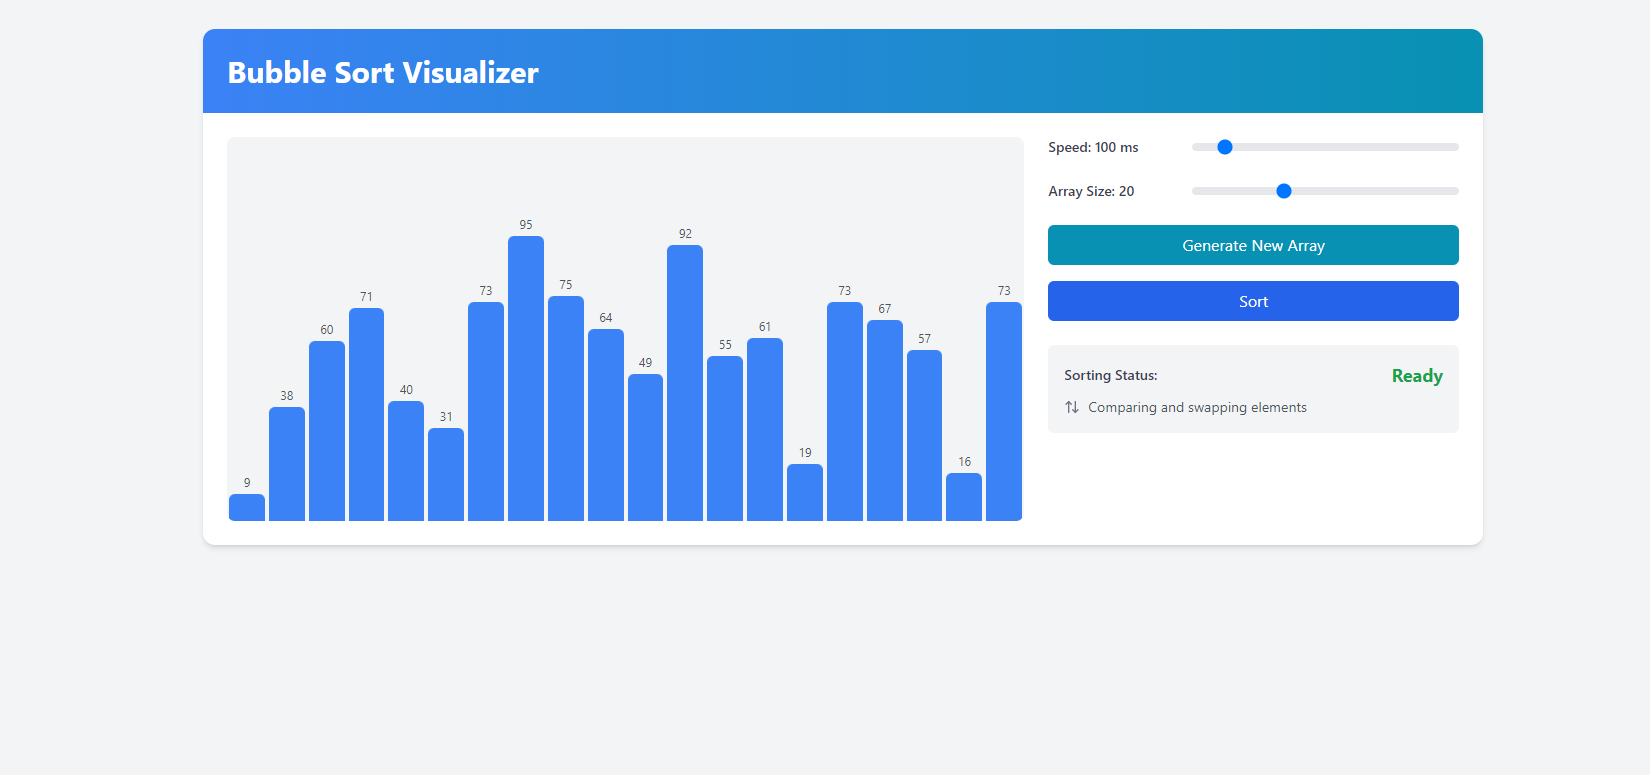 Bubble Sort Visualizer
9 38 60 71 40 31 73 95 75 64 49 92 55 61 19 73 67 57 16 73
Speed: 100 ms
Array Size: 20
Generate New Array
Sort
Sorting Status: Ready
Comparing and swapping elements